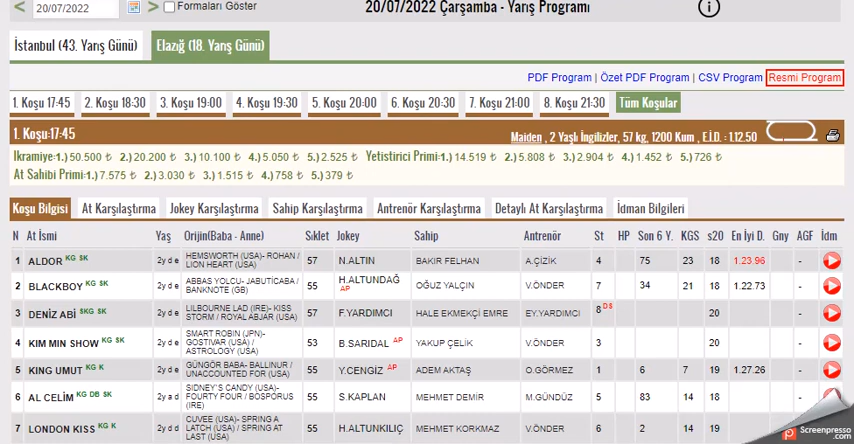 < 20/07/2022 > Formaları Göster 20/07/2022 Çarşamba - Yarış Programı
İstanbul (43. Yarış Günü) Elazığ (18. Yarış Günü)
PDF Program | Özet PDF Program | CSV Program Resmi Program
1. Koşu 17:45 2. Koşu 18:30 3. Koşu 19:00 4. Koşu 19:30 5. Koşu 20:00 6. Koşu 20:30 7. Koşu 21:00 8. Koşu 21:30 Tüm Koşular
1. Koşu:17:45 Maiden , 2 Yaşlı İngilizler, 57 kg, 1200 Kum , E.İ.D. : 1.12.50
Ikramiye:1.) 50.500 ₺ 2.) 20.200 ₺ 3.) 10.100 ₺ 4.) 5.050 ₺ 5.) 2.525 ₺ Yetistirici Primi:1.) 14.519 ₺ 2.) 5.808 ₺ 3.) 2.904 ₺ 4.) 1.452 ₺ 5.) 726 ₺
At Sahibi Primi:1.) 7.575 ₺ 2.) 3.030 ₺ 3.) 1.515 ₺ 4.) 758 ₺ 5.) 379 ₺
Koşu Bilgisi At Karşılaştırma Jokey Karşılaştırma Sahip Karşılaştırma Antrenör Karşılaştırma Detaylı At Karşılaştırma İdman Bilgileri
N At İsmi Yaş Orijin(Baba - Anne) Sıklet Jokey Sahip Antrenör St HP Son 6 Y. KGS s20 En İyi D. Gny AGF İdm
1 ALDOR KG SK 2y d e HEMSWORTH (USA)- ROHAN / LION HEART (USA) 57 N.ALTIN BAKIR FELHAN A.ÇİZİK 4 75 23 18 1.23.96 -
2 BLACKBOY KG SK 2y d e ABBAS YOLCU- JABUTICABA / BANKNOTE (GB) 55 H.ALTUNDAĞ AP OĞUZ YALÇIN V.ÖNDER 7 34 21 18 1.22.73 -
3 DENİZ ABİ SKG SK 2y d e LILBOURNE LAD (IRE)- KISS STORM / ROYAL ABJAR (USA) 57 F.YARDIMCI HALE EKMEKÇİ EMRE EY.YARDIMCI 8 DS 20 -
4 KIM MIN SHOW KG SK 2y a e SMART ROBIN (JPN)- GOSTIVAR (USA) / ASTROLOGY (USA) 53 B.SARIDAL AP YAKUP ÇELİK V.ÖNDER 3 20 -
5 KING UMUT KG K 2y d e GÜNGÖR BABA- BALLINUR / UNACCOUNTED FOR (USA) 55 Y.CENGİZ AP ADEM AKTAŞ O.GÖRMEZ 1 6 7 19 1.27.26 -
6 AL CELİM KG DB SK 2y a d SIDNEY'S CANDY (USA)- FOURTY FOUR / BOSPORUS (IRE) 55 S.KAPLAN MEHMET DEMİR M.GÜNDÜZ 5 83 14 18 -
7 LONDON KISS KG K 2y d d CUVEE (USA)- SPRING A LATCH (USA) / SPRING AT LAST (USA) 55 H.ALTUNKILIÇ MEHMET KORKMAZ V.ÖNDER 6 2 14 19 -
Screenpresso
.com